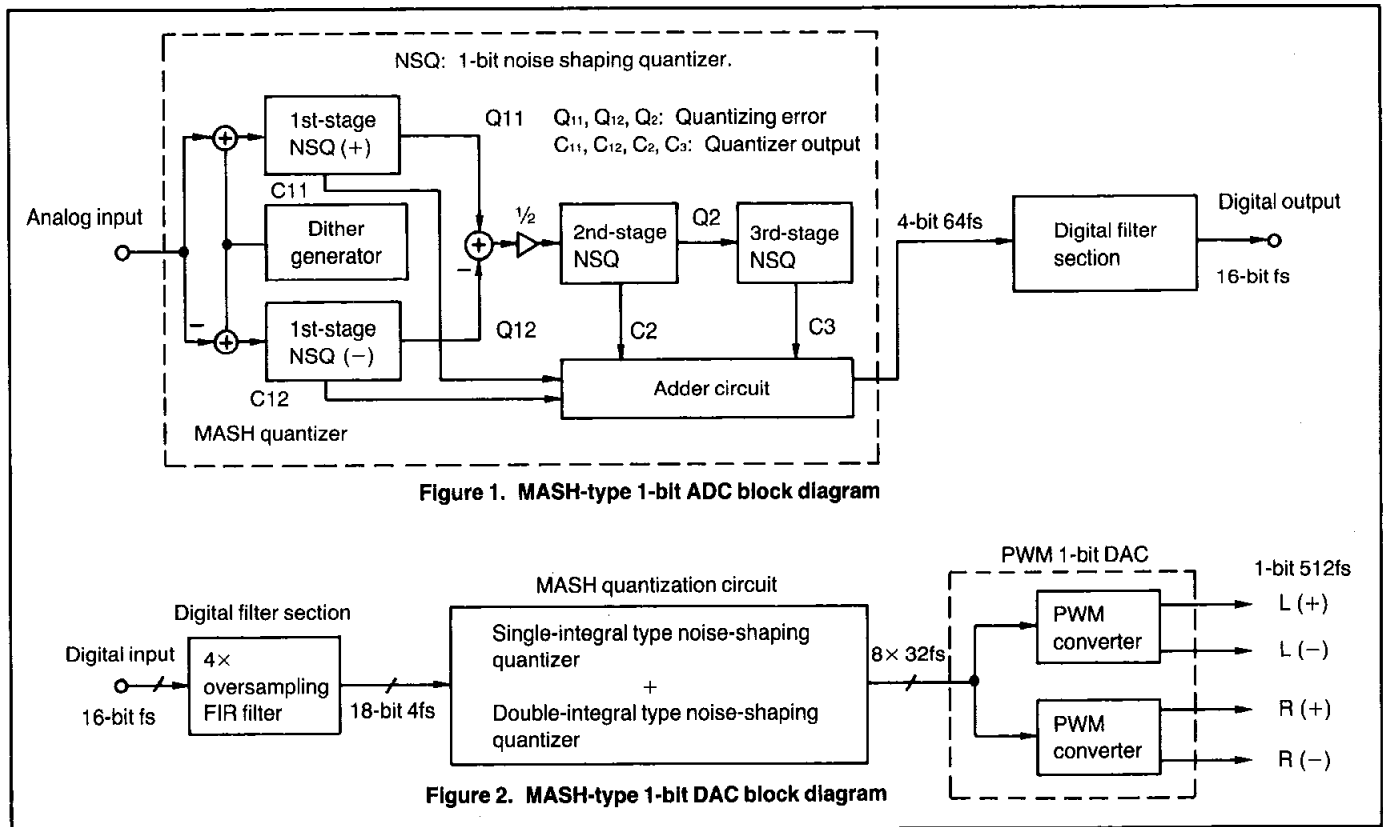 NSQ: 1-bit noise shaping quantizer.
1st-stage
NSQ (+)
Q11
Q₁₁, Q₁₂, Q₂: Quantizing error
C₁₁, C₁₂, C₂, C₃: Quantizer output
C11
Analog input
Dither
generator
½
2nd-stage
NSQ
Q2
3rd-stage
NSQ
4-bit 64fs
Digital filter
section
Digital output
16-bit fs
1st-stage
NSQ (−)
Q12
C2
C3
C12
Adder circuit
MASH quantizer
Figure 1. MASH-type 1-bit ADC block diagram
Digital input
16-bit fs
Digital filter section
4×
oversampling
FIR filter
18-bit 4fs
MASH quantization circuit
Single-integral type noise-shaping
quantizer
+
Double-integral type noise-shaping
quantizer
8× 32fs
PWM 1-bit DAC
PWM
converter
PWM
converter
1-bit 512fs
L (+)
L (−)
R (+)
R (−)
Figure 2. MASH-type 1-bit DAC block diagram